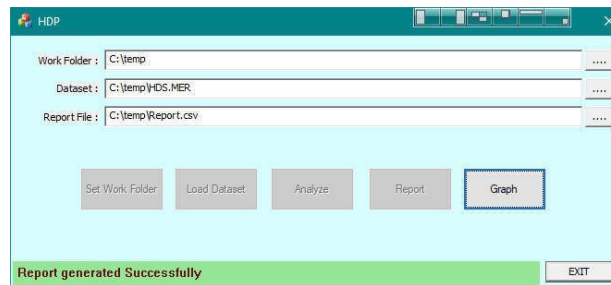 HDP
Work Folder : C:\temp ....
Dataset : C:\temp\HDS.MER ....
Report File : C:\temp\Report.csv ....
Set Work Folder Load Dataset Analyze Report Graph
Report generated Successfully EXIT